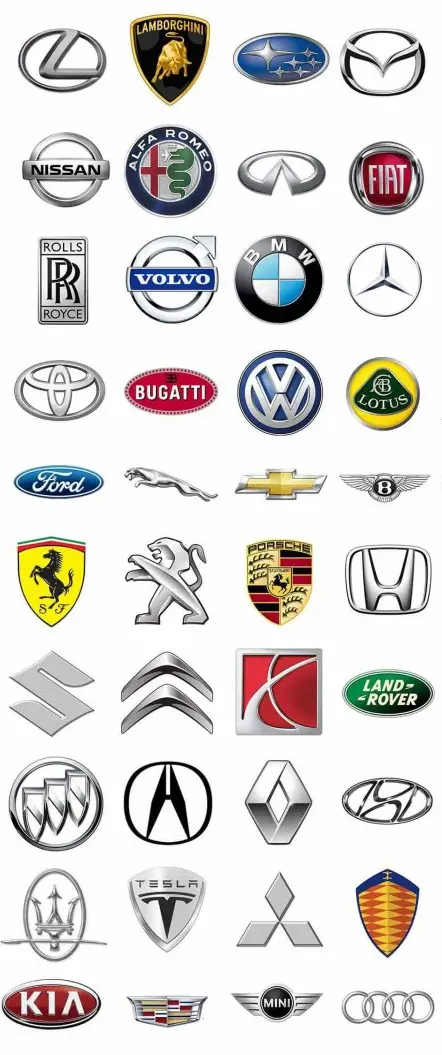 LAMBORGHINI
NISSAN
ALFA ROMEO
FIAT
ROLLS
RR
ROYCE
VOLVO
BMW
BUGATTI
VW
LOTUS
Ford
B
S F
PORSCHE
LAND-
-ROVER
TESLA
KIA
MINI